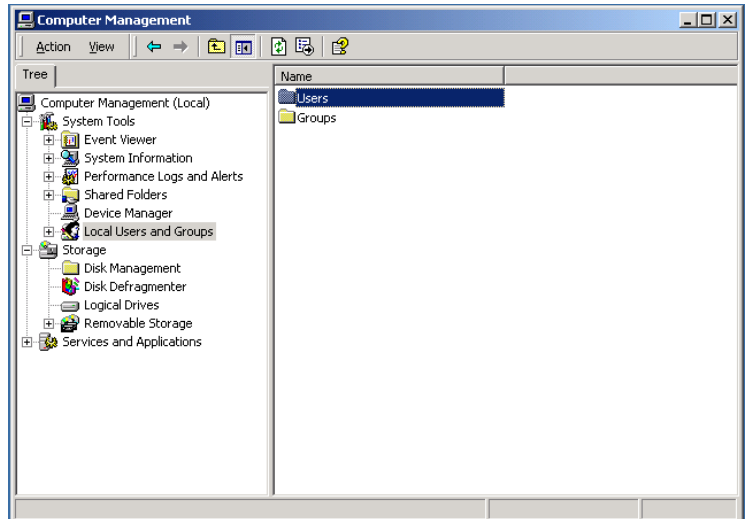 Computer Management
Action View
Tree
Name
Computer Management (Local)
System Tools
Event Viewer
System Information
Performance Logs and Alerts
Shared Folders
Device Manager
Local Users and Groups
Storage
Disk Management
Disk Defragmenter
Logical Drives
Removable Storage
Services and Applications
Users
Groups